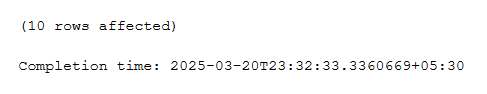 (10 rows affected)
Completion time: 2025-03-20T23:32:33.3360669+05:30